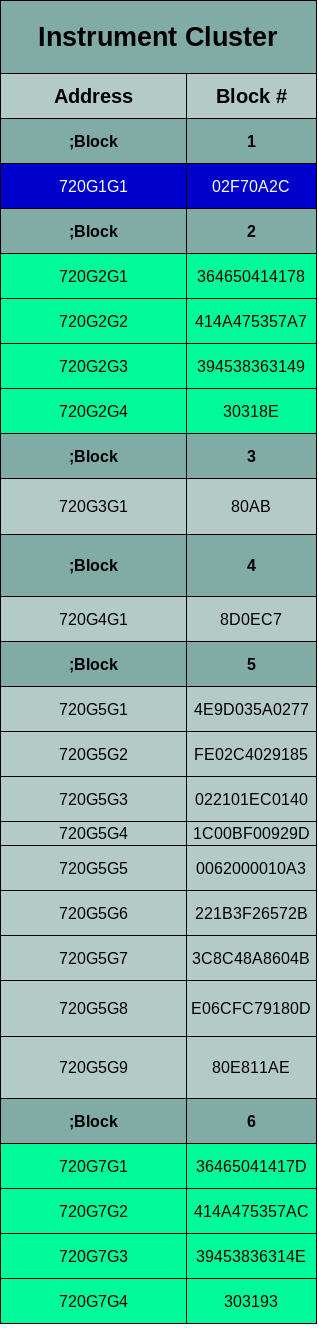 Instrument Cluster
Address Block #
;Block 1
720G1G1 02F70A2C
;Block 2
720G2G1 364650414178
720G2G2 414A475357A7
720G2G3 394538363149
720G2G4 30318E
;Block 3
720G3G1 80AB
;Block 4
720G4G1 8D0EC7
;Block 5
720G5G1 4E9D035A0277
720G5G2 FE02C4029185
720G5G3 022101EC0140
720G5G4 1C00BF00929D
720G5G5 0062000010A3
720G5G6 221B3F26572B
720G5G7 3C8C48A8604B
720G5G8 E06CFC79180D
720G5G9 80E811AE
;Block 6
720G7G1 36465041417D
720G7G2 414A475357AC
720G7G3 39453836314E
720G7G4 303193